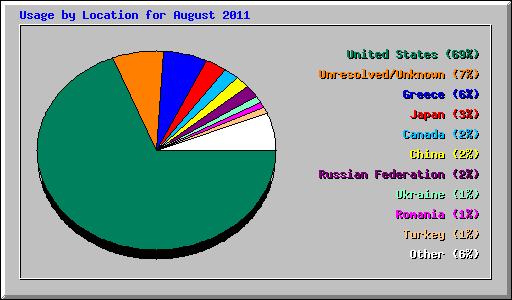 Usage by Location for August 2011
United States (69%)
Unresolved/Unknown (7%)
Greece (6%)
Japan (3%)
Canada (2%)
China (2%)
Russian Federation (2%)
Ukraine (1%)
Romania (1%)
Turkey (1%)
Other (6%)